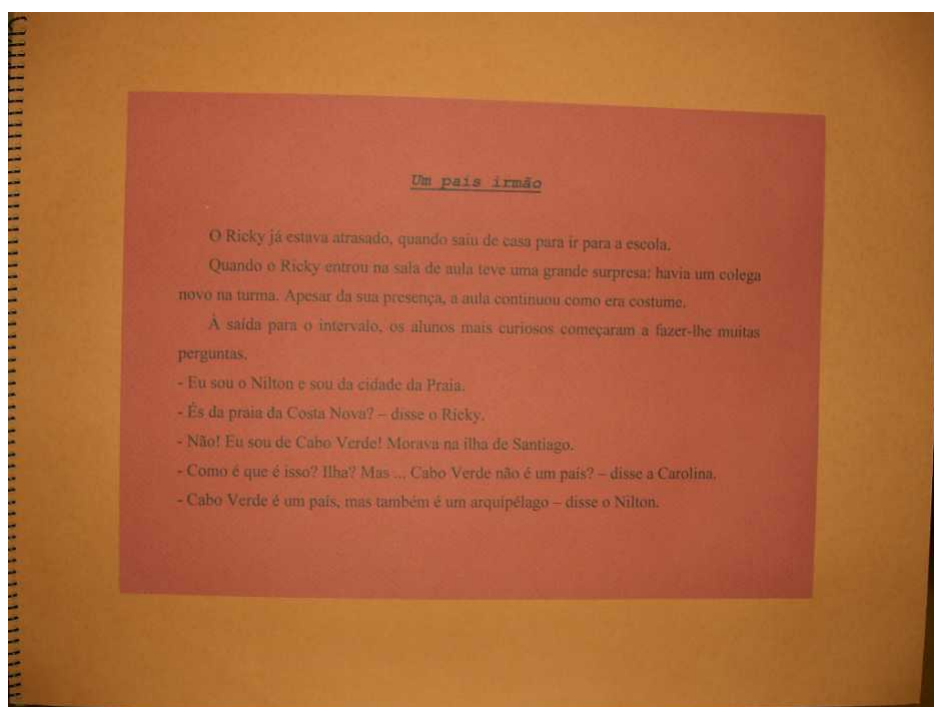 Um país irmão
O Ricky já estava atrasado, quando saiu de casa para ir para a escola.
Quando o Ricky entrou na sala de aula teve uma grande surpresa: havia um colega
novo na turma. Apesar da sua presença, a aula continuou como era costume.
À saída para o intervalo, os alunos mais curiosos começaram a fazer-lhe muitas
perguntas.
- Eu sou o Nilton e sou da cidade da Praia.
- És da praia da Costa Nova? – disse o Ricky.
- Não! Eu sou de Cabo Verde! Morava na ilha de Santiago.
- Como é que é isso? Ilha? Mas ... Cabo Verde não é um país? – disse a Carolina.
- Cabo Verde é um país, mas também é um arquipélago – disse o Nilton.